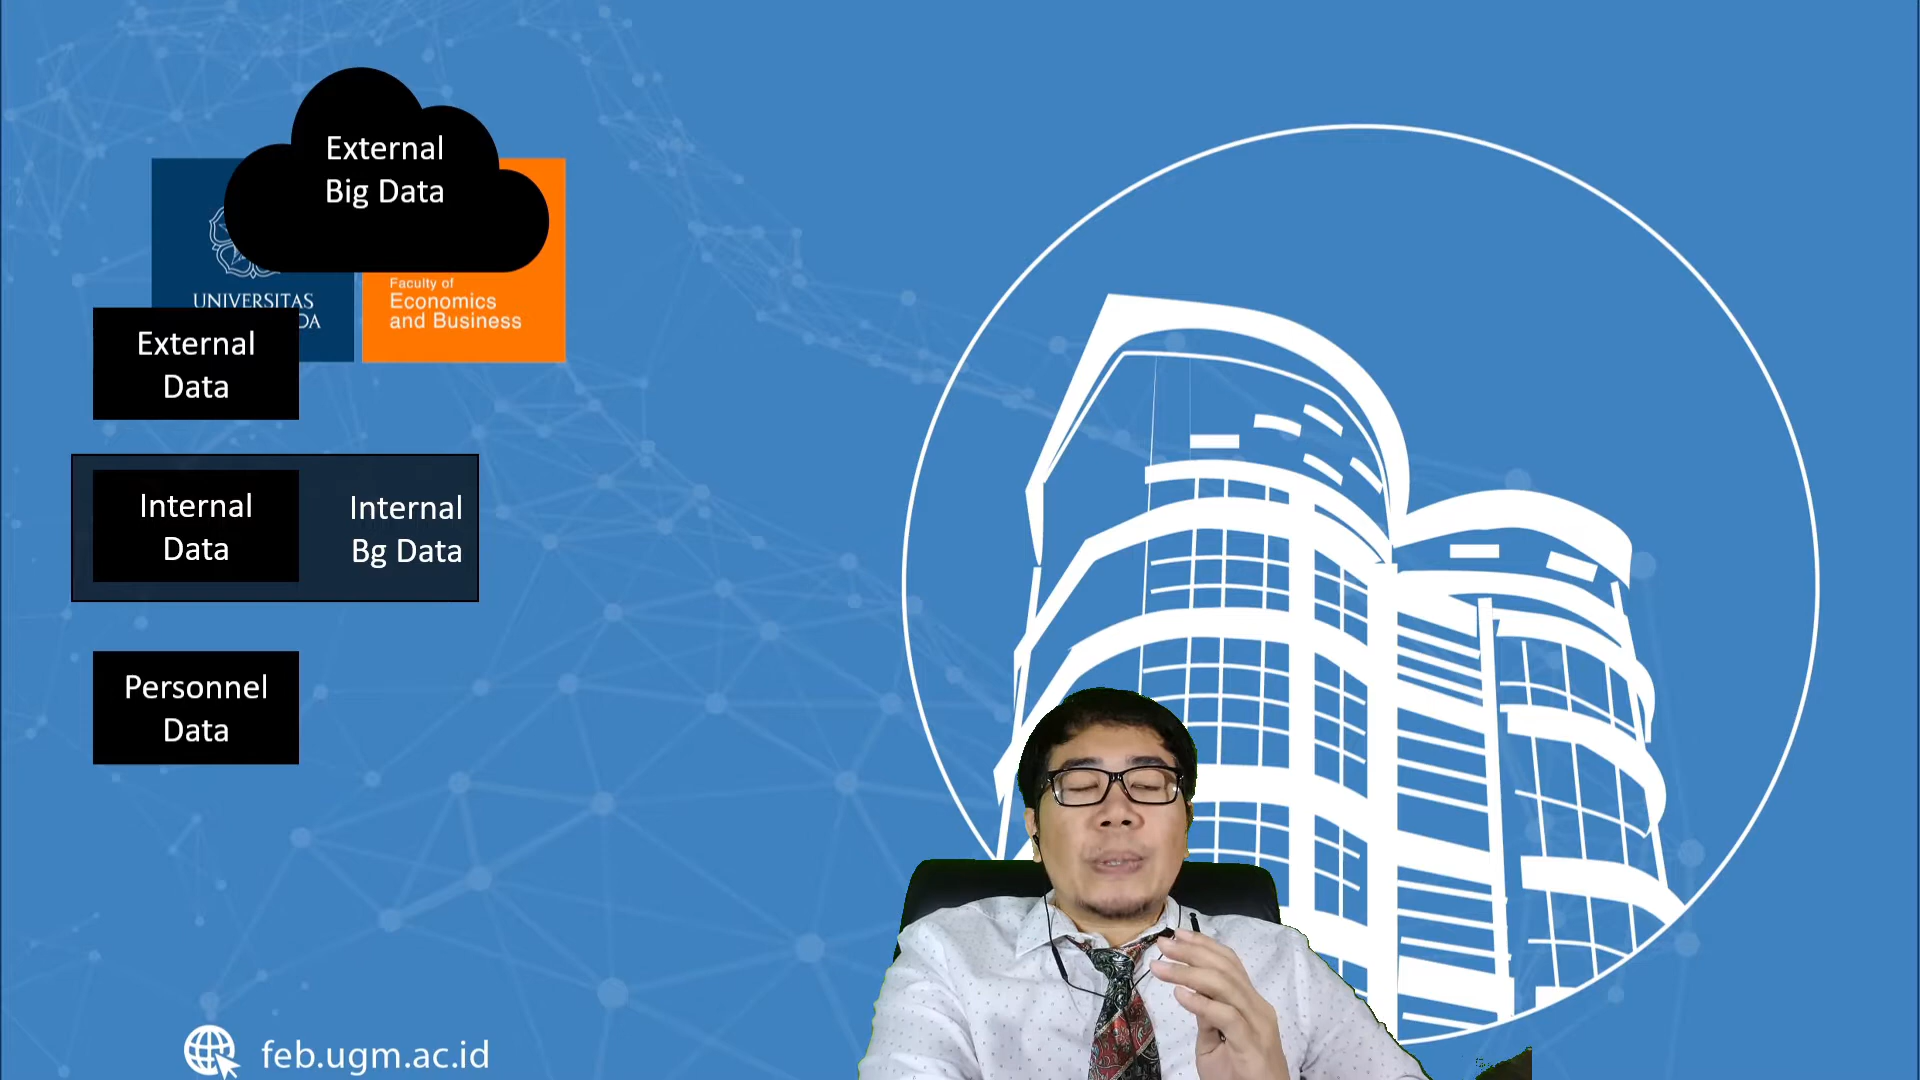 External
Big Data
UNIVERSITAS
DA
Faculty of
Economics
and Business
External
Data
Internal
Data
Internal
Bg Data
Personnel
Data
feb.ugm.ac.id